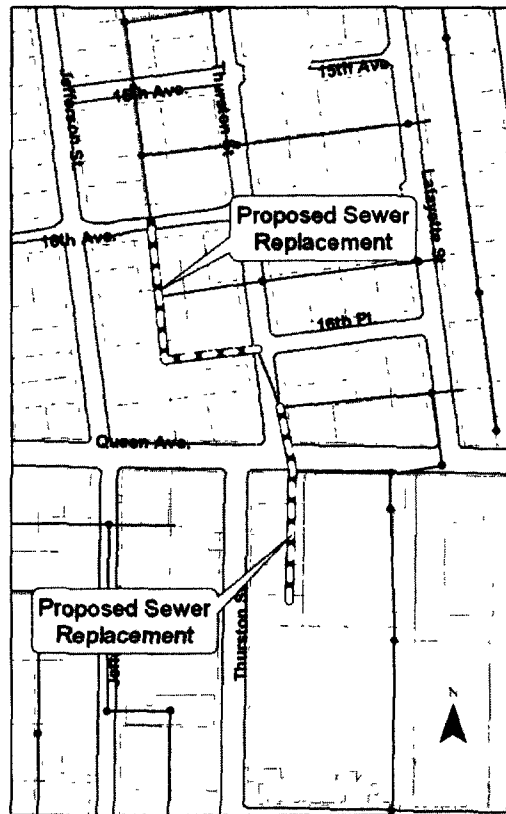 15th Ave.
15th Ave.
Jefferson St.
Thurston St
Lafayette St
Proposed Sewer
Replacement
16th Ave.
16th Pl
Queen Ave.
Proposed Sewer
Replacement
Thurston St
N